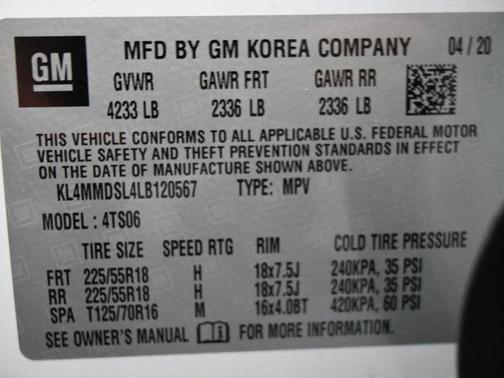 GM MFD BY GM KOREA COMPANY 04 / 20
GVWR GAWR FRT GAWR RR
4233 LB 2336 LB 2336 LB
THIS VEHICLE CONFORMS TO ALL APPLICABLE U.S. FEDERAL MOTOR
VEHICLE SAFETY AND THEFT PREVENTION STANDARDS IN EFFECT
ON THE DATE OF MANUFACTURE SHOWN ABOVE.
KL4MMDSL4LB120567 TYPE: MPV
MODEL : 4TS06
TIRE SIZE SPEED RTG RIM COLD TIRE PRESSURE
FRT 225/55R18 H 18x7.5J 240KPA, 35 PSI
RR 225/55R18 H 18x7.5J 240KPA, 35 PSI
SPA T125/70R16 M 16x4.0BT 420KPA, 60 PSI
SEE OWNER'S MANUAL FOR MORE INFORMATION.